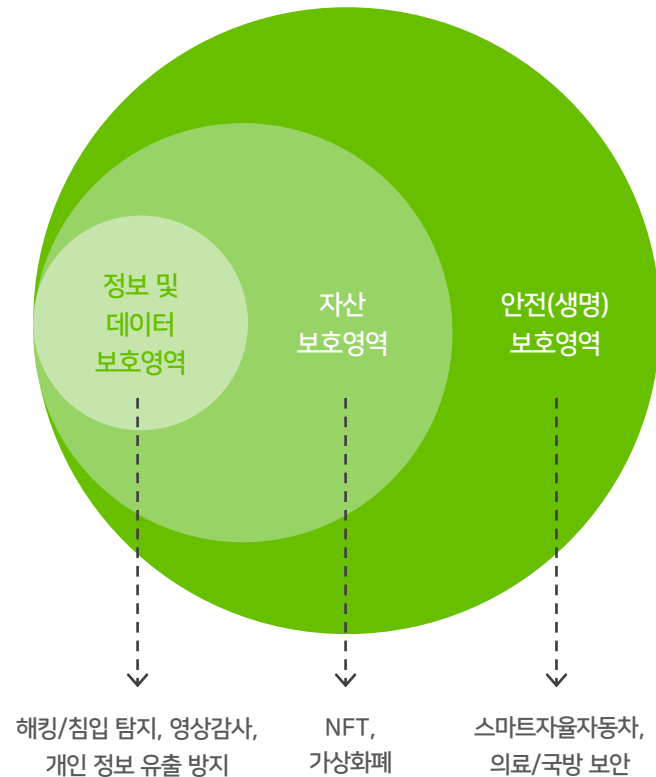 정보 및
데이터
보호영역
자산
보호영역
안전(생명)
보호영역
해킹/침입 탐지, 영상감사,
개인 정보 유출 방지
NFT,
가상화폐
스마트자율자동차,
의료/국방 보안